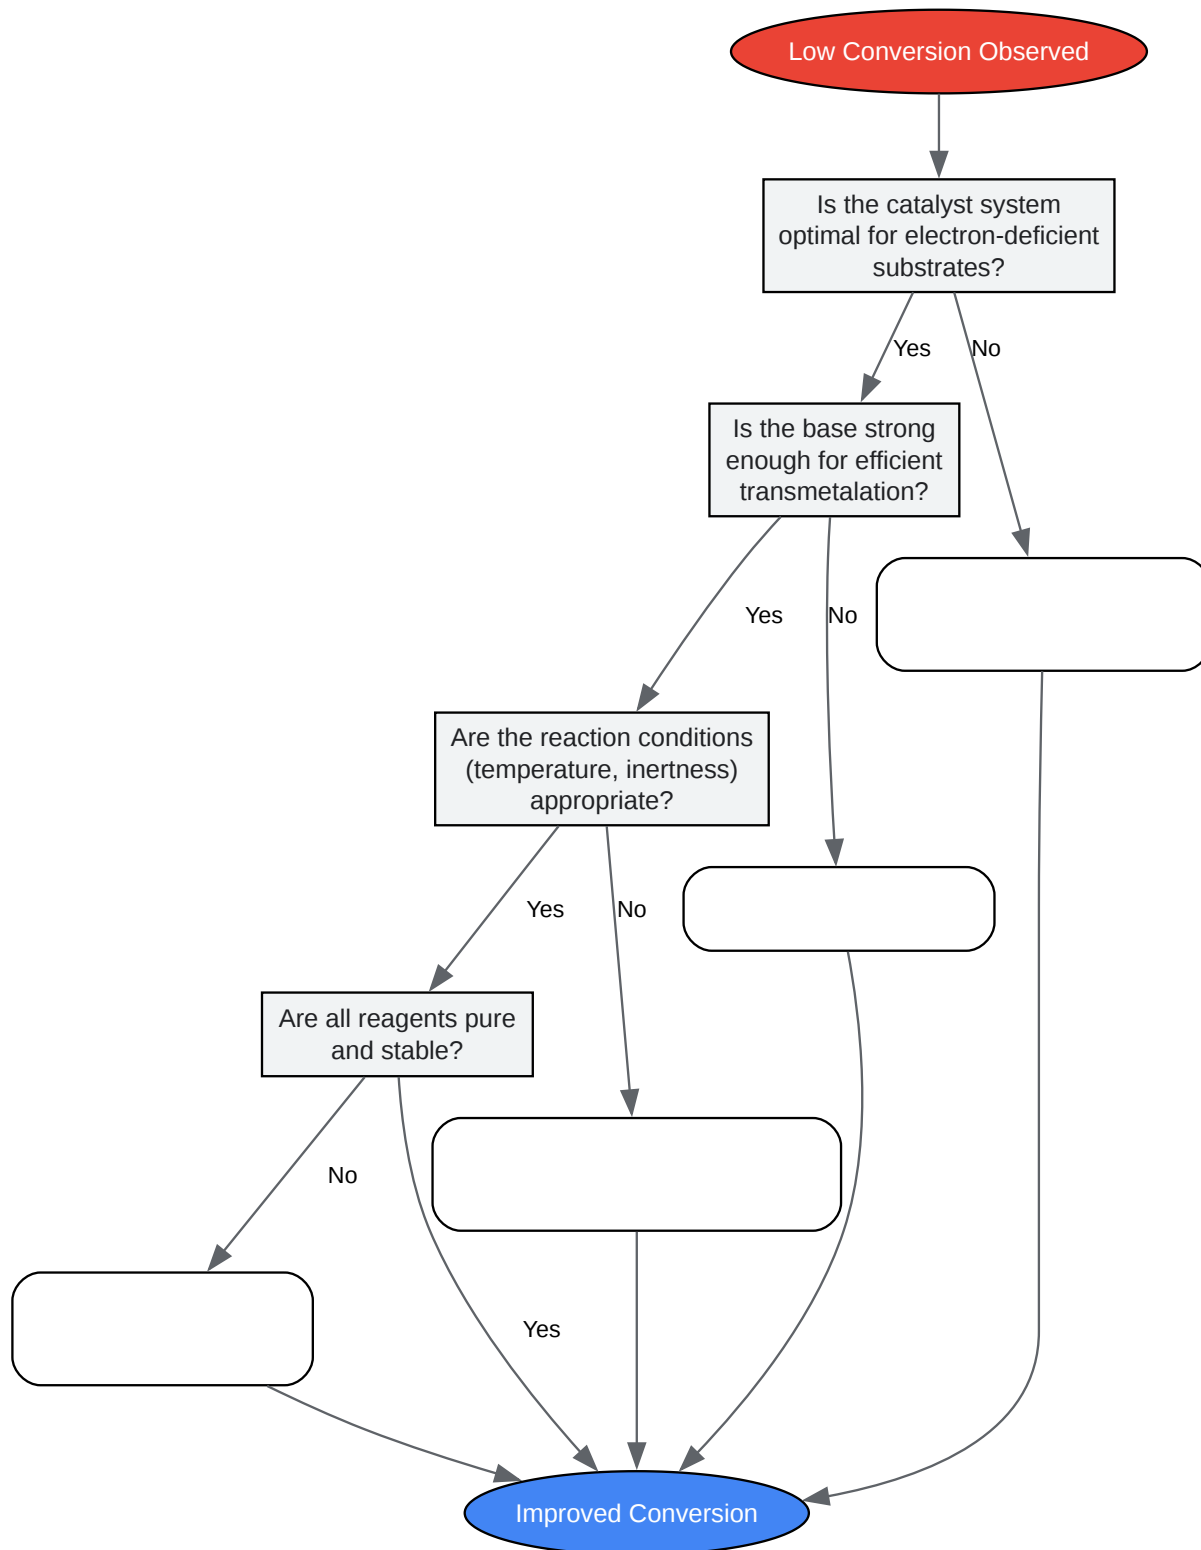 Low Conversion Observed
Is the catalyst system
optimal for electron-deficient
substrates?
Yes
No
Is the base strong
enough for efficient
transmetalation?
Yes
No
Are the reaction conditions
(temperature, inertness)
appropriate?
Yes
No
Are all reagents pure
and stable?
No
Yes
Improved Conversion